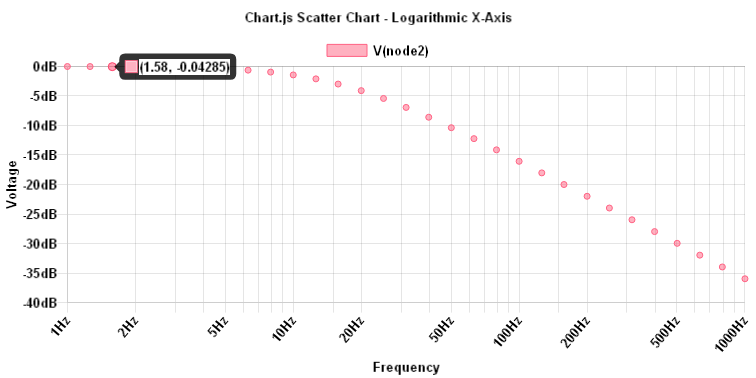 Chart.js Scatter Chart - Logarithmic X-Axis
V(node2)
0dB
(1.58, -0.04285)
-5dB
-10dB
-15dB
-20dB
-25dB
-30dB
-35dB
-40dB
Voltage
1Hz
2Hz
5Hz
10Hz
20Hz
50Hz
100Hz
200Hz
500Hz
1000Hz
Frequency